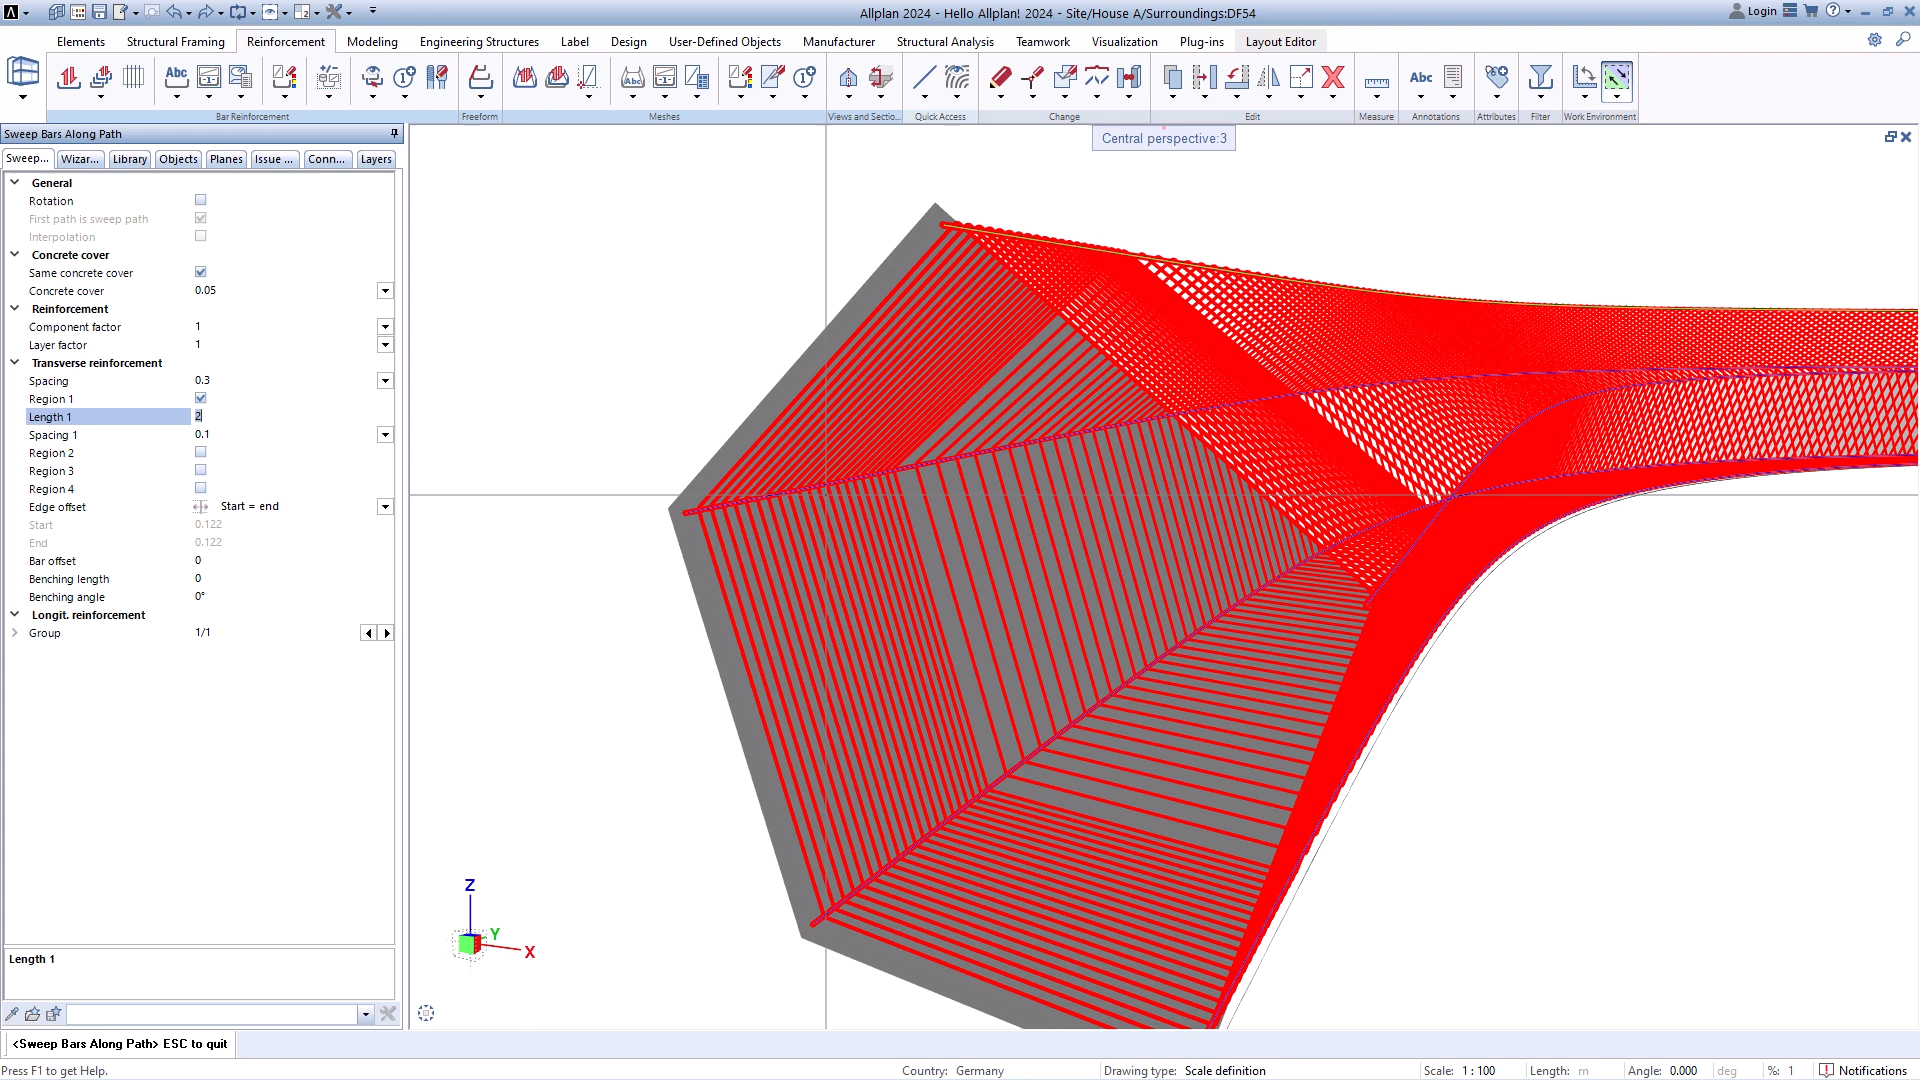 Allplan 2024 - Hello Allplan! 2024 - Site/House A/Surroundings:DF54
Login
Elements
Structural Framing
Reinforcement
Modeling
Engineering Structures
Label
Design
User-Defined Objects
Manufacturer
Structural Analysis
Teamwork
Visualization
Plug-ins
Layout Editor
Abc
Abc
Abc
Bar Reinforcement
Freeform
Meshes
Views and Sectio...
Quick Access
Change
Edit
Measure
Annotations
Attributes
Filter
Work Environment
Sweep Bars Along Path
Sweep...
Wizar...
Library
Objects
Planes
Issue ...
Conn...
Layers
General
Rotation
First path is sweep path
Interpolation
Concrete cover
Same concrete cover
Concrete cover 0.05
Reinforcement
Component factor 1
Layer factor 1
Transverse reinforcement
Spacing 0.3
Region 1
Length 1 2
Spacing 1 0.1
Region 2
Region 3
Region 4
Edge offset Start = end
Start 0.122
End 0.122
Bar offset 0
Benching length 0
Benching angle 0°
Longit. reinforcement
Group 1/1
Length 1
Central perspective:3
Z
Y
X
<Sweep Bars Along Path> ESC to quit
Press F1 to get Help.
Country: Germany
Drawing type: Scale definition
Scale: 1 : 100
Length: m
Angle: 0.000 deg
%: 1
Notifications